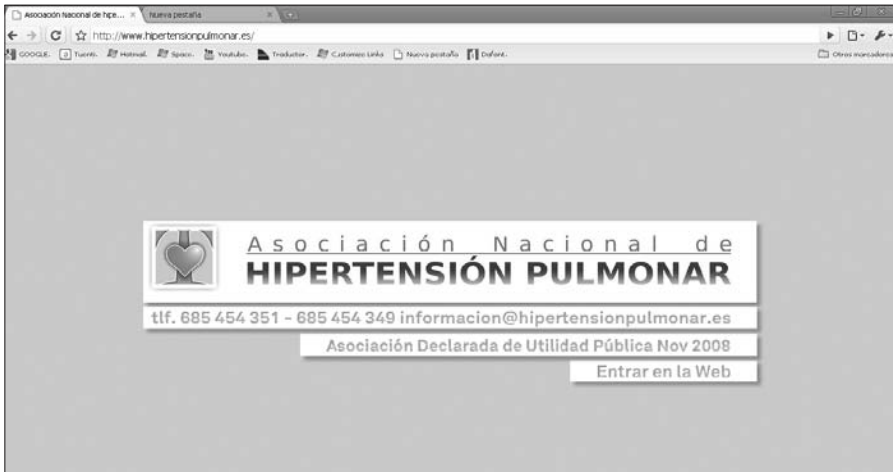 Asociación Nacional de hipe...
Nueva pestaña
http://www.hipertensionpulmonar.es/
GOOGLE. Tuenti. Hotmail. Space. Youtube. Traductor. Customize Links Nueva pestaña Dafont. Otros marcadores
Asociación Nacional de
HIPERTENSIÓN PULMONAR
tlf. 685 454 351 - 685 454 349 informacion@hipertensionpulmonar.es
Asociación Declarada de Utilidad Pública Nov 2008
Entrar en la Web